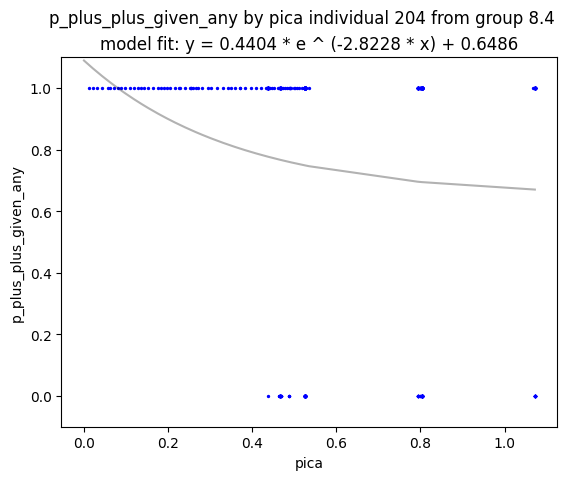 p_plus_plus_given_any by pica individual 204 from group 8.4
model fit: y = 0.4404 * e ^ (-2.8228 * x) + 0.6486
1.0
0.8
0.6
0.4
0.2
0.0
p_plus_plus_given_any
0.0 0.2 0.4 0.6 0.8 1.0
pica